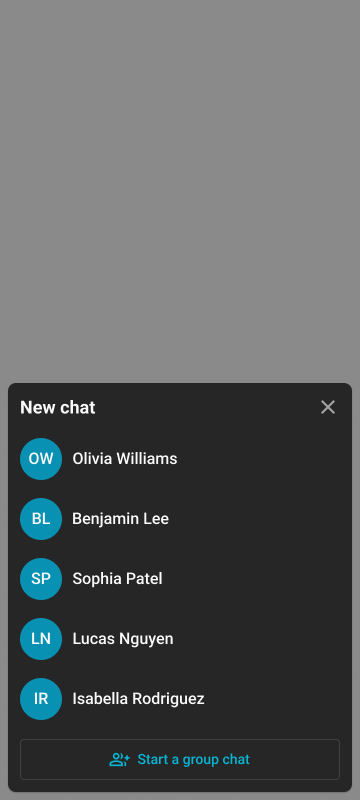 New chat
OW Olivia Williams
BL Benjamin Lee
SP Sophia Patel
LN Lucas Nguyen
IR Isabella Rodriguez
Start a group chat